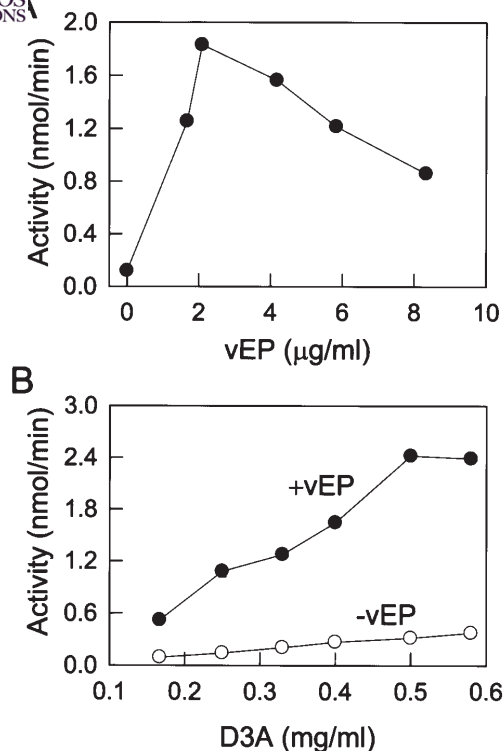 A
2.0
1.6
1.2
0.8
0.4
0.0
Activity (nmol/min)
0 2 4 6 8 10
vEP (μg/ml)
B
3.0
2.4
1.8
1.2
0.6
0.0
Activity (nmol/min)
+vEP
-vEP
0.1 0.2 0.3 0.4 0.5 0.6
D3A (mg/ml)